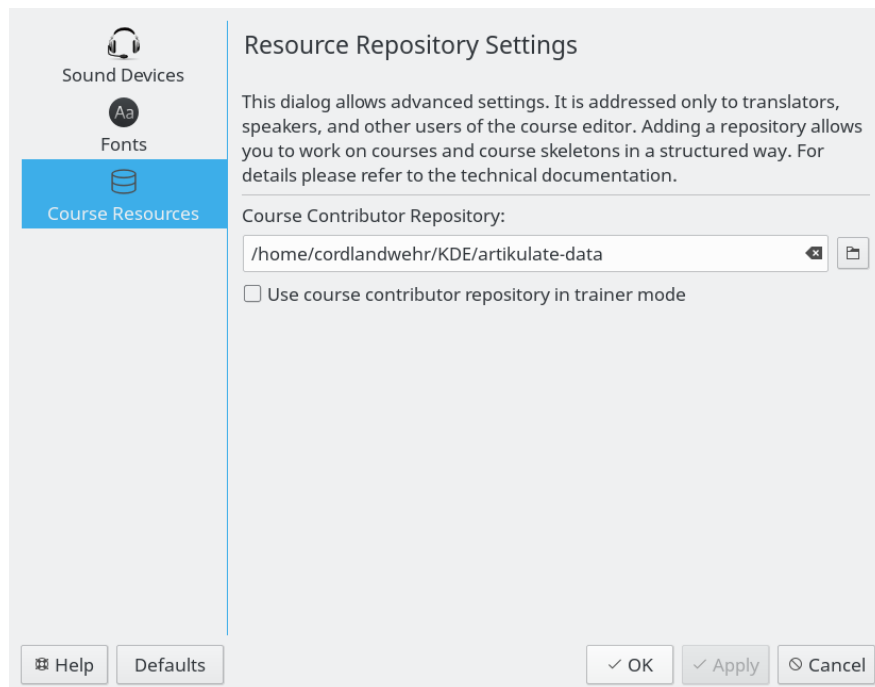 Sound Devices
Aa
Fonts
Course Resources
Resource Repository Settings
This dialog allows advanced settings. It is addressed only to translators,
speakers, and other users of the course editor. Adding a repository allows
you to work on courses and course skeletons in a structured way. For
details please refer to the technical documentation.
Course Contributor Repository:
/home/cordlandwehr/KDE/artikulate-data
Use course contributor repository in trainer mode
Help
Defaults
OK
Apply
Cancel